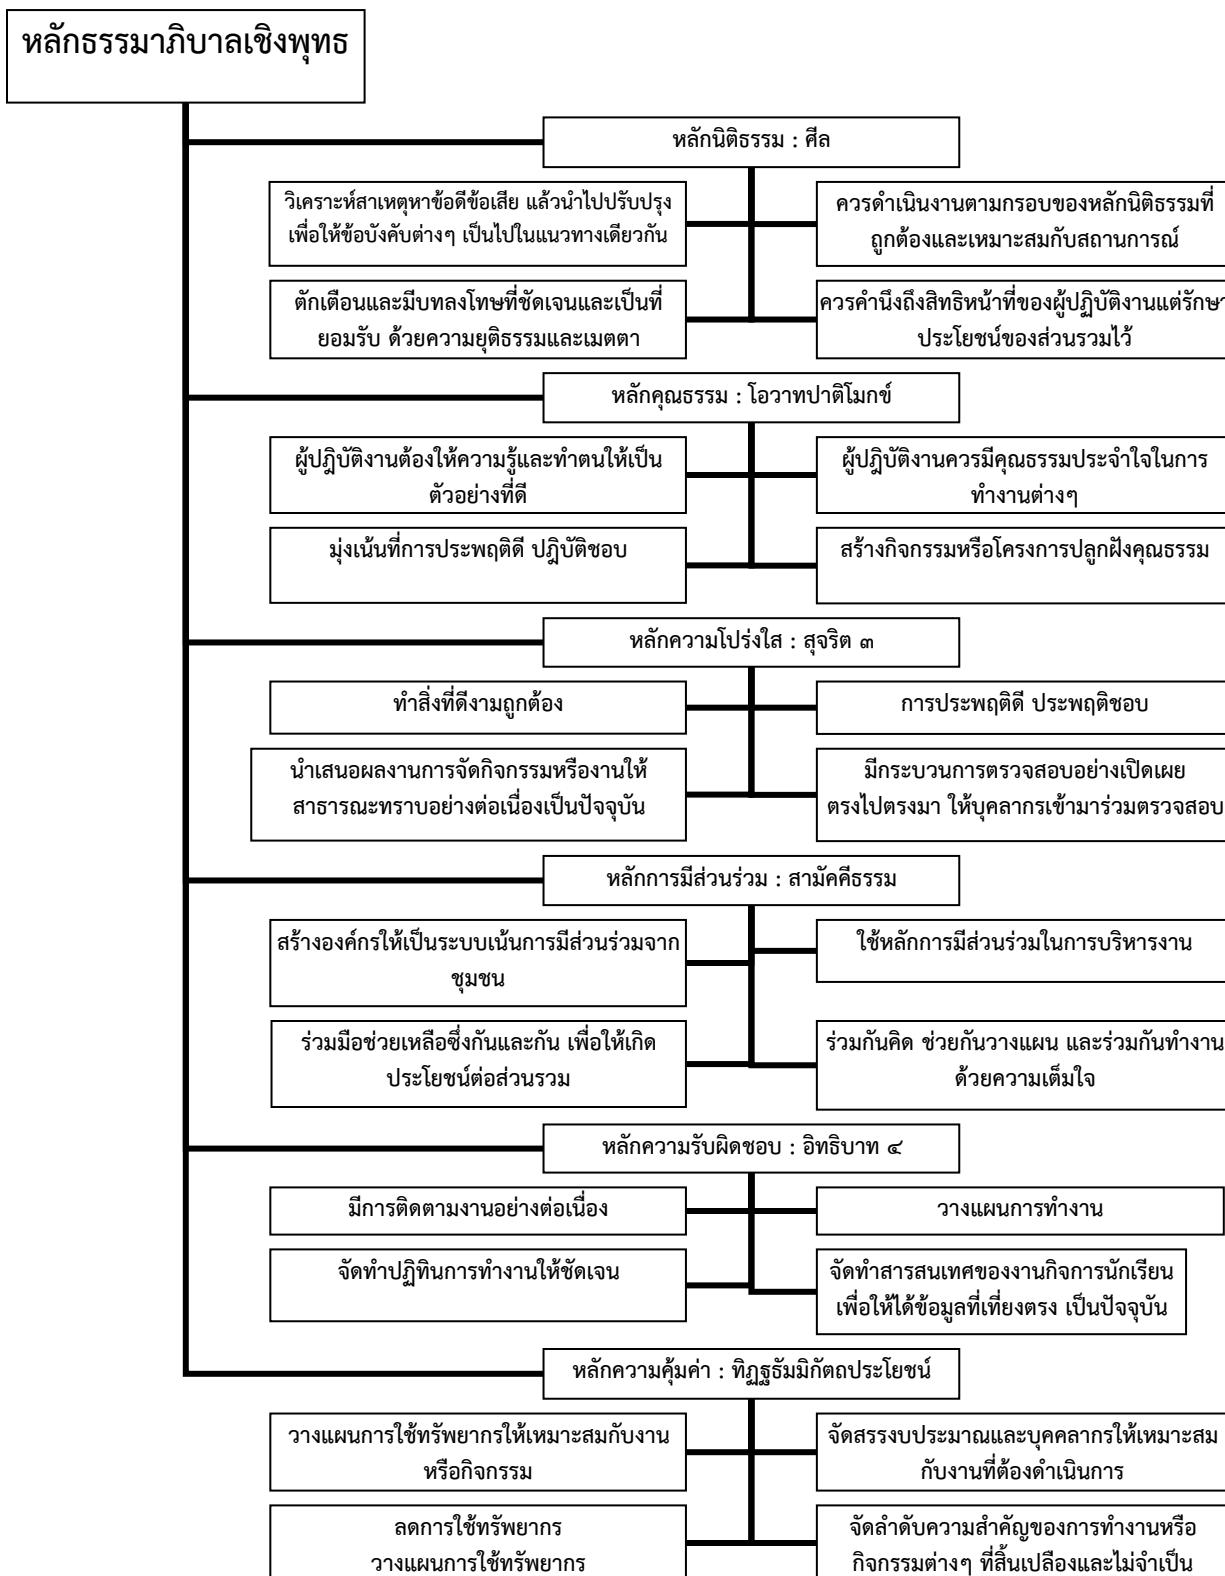 หลักธรรมาภิบาลเชิงพุทธ
หลักนิติธรรม : ศีล
วิเคราะห์สาเหตุหาข้อดีข้อเสีย แล้วนำไปปรับปรุง
เพื่อให้ข้อบังคับต่างๆ เป็นไปในแนวทางเดียวกัน
ควรดำเนินงานตามกรอบของหลักนิติธรรมที่
ถูกต้องและเหมาะสมกับสถานการณ์
ตักเตือนและมีบทลงโทษที่ชัดเจนและเป็นที่
ยอมรับ ด้วยความยุติธรรมและเมตตา
ควรคำนึงถึงสิทธิหน้าที่ของผู้ปฏิบัติงานแต่รักษา
ประโยชน์ของส่วนรวมไว้
หลักคุณธรรม : โอวาทปาติโมกข์
ผู้ปฎิบัติงานต้องให้ความรู้และทำตนให้เป็น
ตัวอย่างที่ดี
ผู้ปฎิบัติงานควรมีคุณธรรมประจำใจในการ
ทำงานต่างๆ
มุ่งเน้นที่การประพฤติดี ปฎิบัติชอบ
สร้างกิจกรรมหรือโครงการปลูกฝังคุณธรรม
หลักความโปร่งใส : สุจริต ๓
ทำสิ่งที่ดีงามถูกต้อง
การประพฤติดี ประพฤติชอบ
นำเสนอผลงานการจัดกิจกรรมหรืองานให้
สาธารณะทราบอย่างต่อเนื่องเป็นปัจจุบัน
มีกระบวนการตรวจสอบอย่างเปิดเผย
ตรงไปตรงมา ให้บุคลากรเข้ามาร่วมตรวจสอบ
หลักการมีส่วนร่วม : สามัคคีธรรม
สร้างองค์กรให้เป็นระบบเน้นการมีส่วนร่วมจาก
ชุมชน
ใช้หลักการมีส่วนร่วมในการบริหารงาน
ร่วมมือช่วยเหลือซึ่งกันและกัน เพื่อให้เกิด
ประโยชน์ต่อส่วนรวม
ร่วมกันคิด ช่วยกันวางแผน และร่วมกันทำงาน
ด้วยความเต็มใจ
หลักความรับผิดชอบ : อิทธิบาท ๔
มีการติดตามงานอย่างต่อเนื่อง
วางแผนการทำงาน
จัดทำปฏิทินการทำงานให้ชัดเจน
จัดทำสารสนเทศของงานกิจการนักเรียน
เพื่อให้ได้ข้อมูลที่เที่ยงตรง เป็นปัจจุบัน
หลักความคุ้มค่า : ทิฏฐธัมมิกัตถประโยชน์
วางแผนการใช้ทรัพยากรให้เหมาะสมกับงาน
หรือกิจกรรม
จัดสรรงบประมาณและบุคคลากรให้เหมาะสม
กับงานที่ต้องดำเนินการ
ลดการใช้ทรัพยากร
วางแผนการใช้ทรัพยากร
จัดลำดับความสำคัญของการทำงานหรือ
กิจกรรมต่างๆ ที่สิ้นเปลืองและไม่จำเป็น